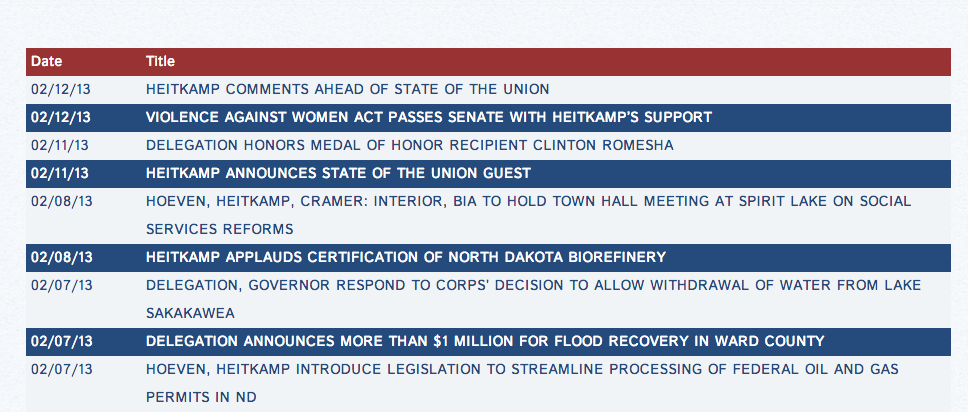 Date Title
02/12/13 HEITKAMP COMMENTS AHEAD OF STATE OF THE UNION
02/12/13 VIOLENCE AGAINST WOMEN ACT PASSES SENATE WITH HEITKAMP'S SUPPORT
02/11/13 DELEGATION HONORS MEDAL OF HONOR RECIPIENT CLINTON ROMESHA
02/11/13 HEITKAMP ANNOUNCES STATE OF THE UNION GUEST
02/08/13 HOEVEN, HEITKAMP, CRAMER: INTERIOR, BIA TO HOLD TOWN HALL MEETING AT SPIRIT LAKE ON SOCIAL
SERVICES REFORMS
02/08/13 HEITKAMP APPLAUDS CERTIFICATION OF NORTH DAKOTA BIOREFINERY
02/07/13 DELEGATION, GOVERNOR RESPOND TO CORPS' DECISION TO ALLOW WITHDRAWAL OF WATER FROM LAKE
SAKAKAWEA
02/07/13 DELEGATION ANNOUNCES MORE THAN $1 MILLION FOR FLOOD RECOVERY IN WARD COUNTY
02/07/13 HOEVEN, HEITKAMP INTRODUCE LEGISLATION TO STREAMLINE PROCESSING OF FEDERAL OIL AND GAS
PERMITS IN ND